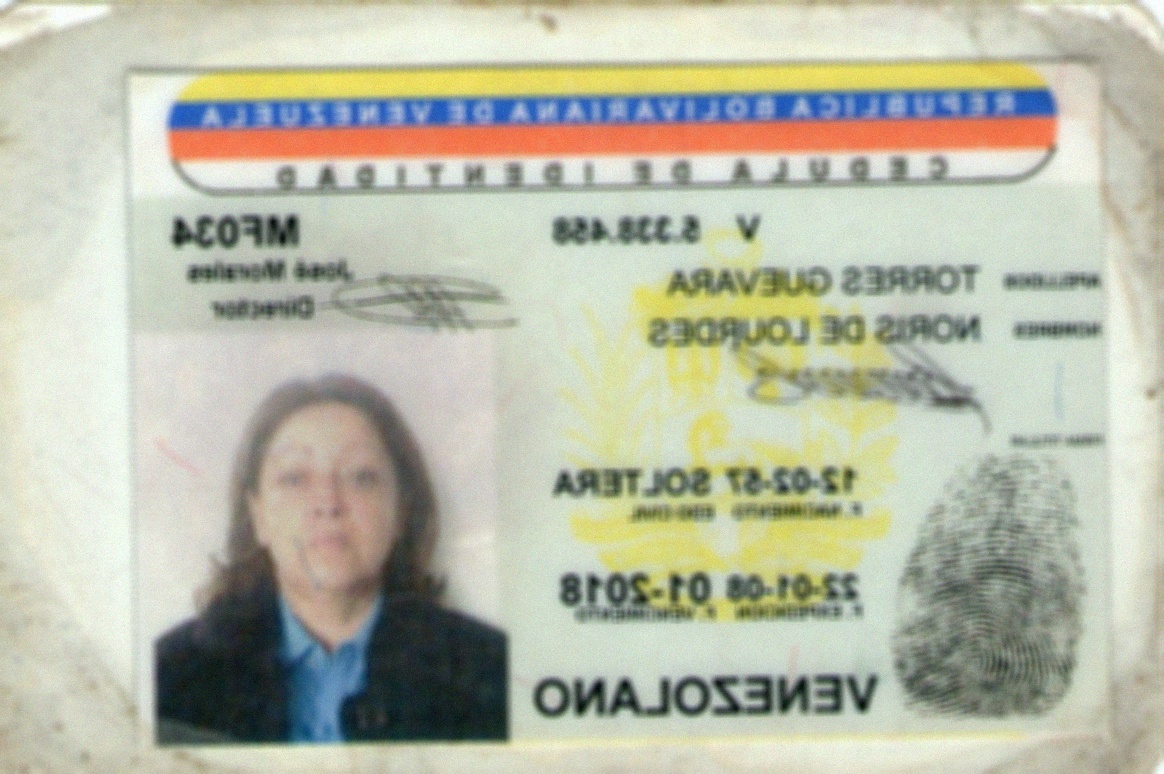 REPUBLICA BOLIVARIANA DE VENEZUELA
CEDULA DE IDENTIDAD
V 5.338.458
MF034
José Morales
Director
APELLIDOS TORRES GUEVARA
NOMBRES NORIS DE LOURDES
FIRMA TITULAR
12-02-57 SOLTERA
F. NACIMIENTO EDO CIVIL
22-01-08 01-2018
F. EXPEDICION F. VENCIMIENTO
VENEZOLANO